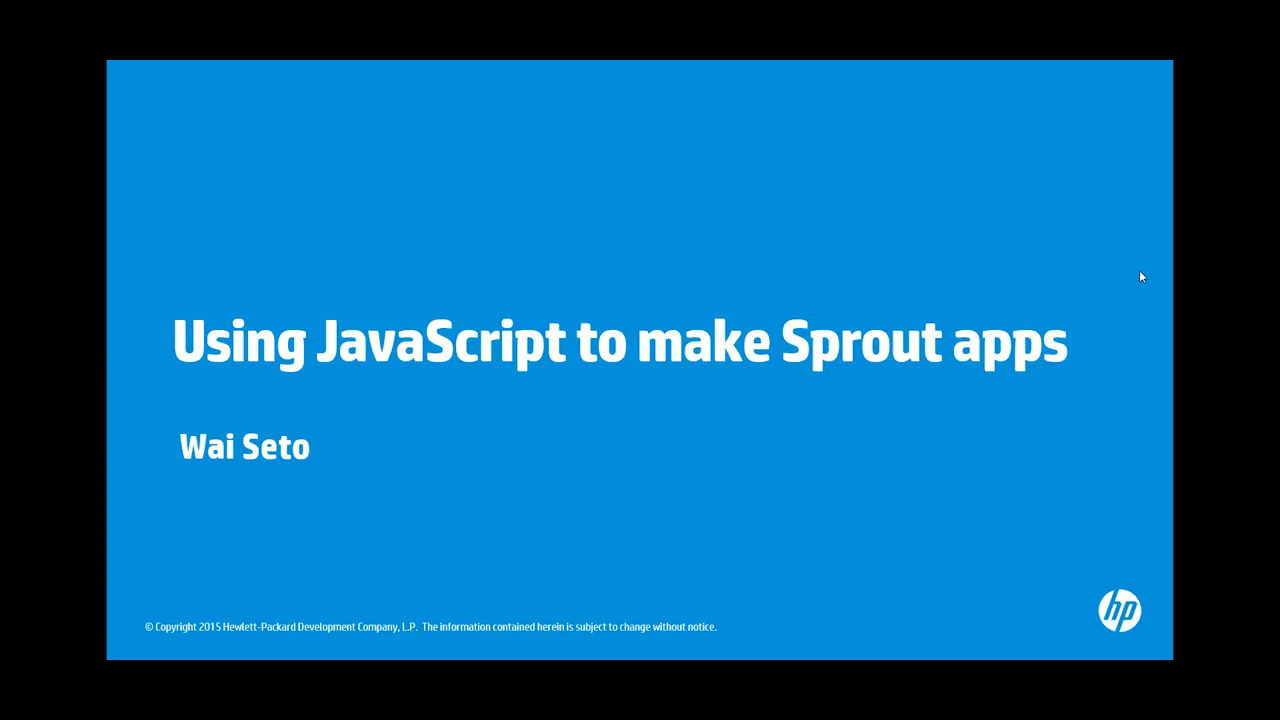 Using JavaScript to make Sprout apps
Wai Seto
hp
© Copyright 2015 Hewlett-Packard Development Company, L.P. The information contained herein is subject to change without notice.